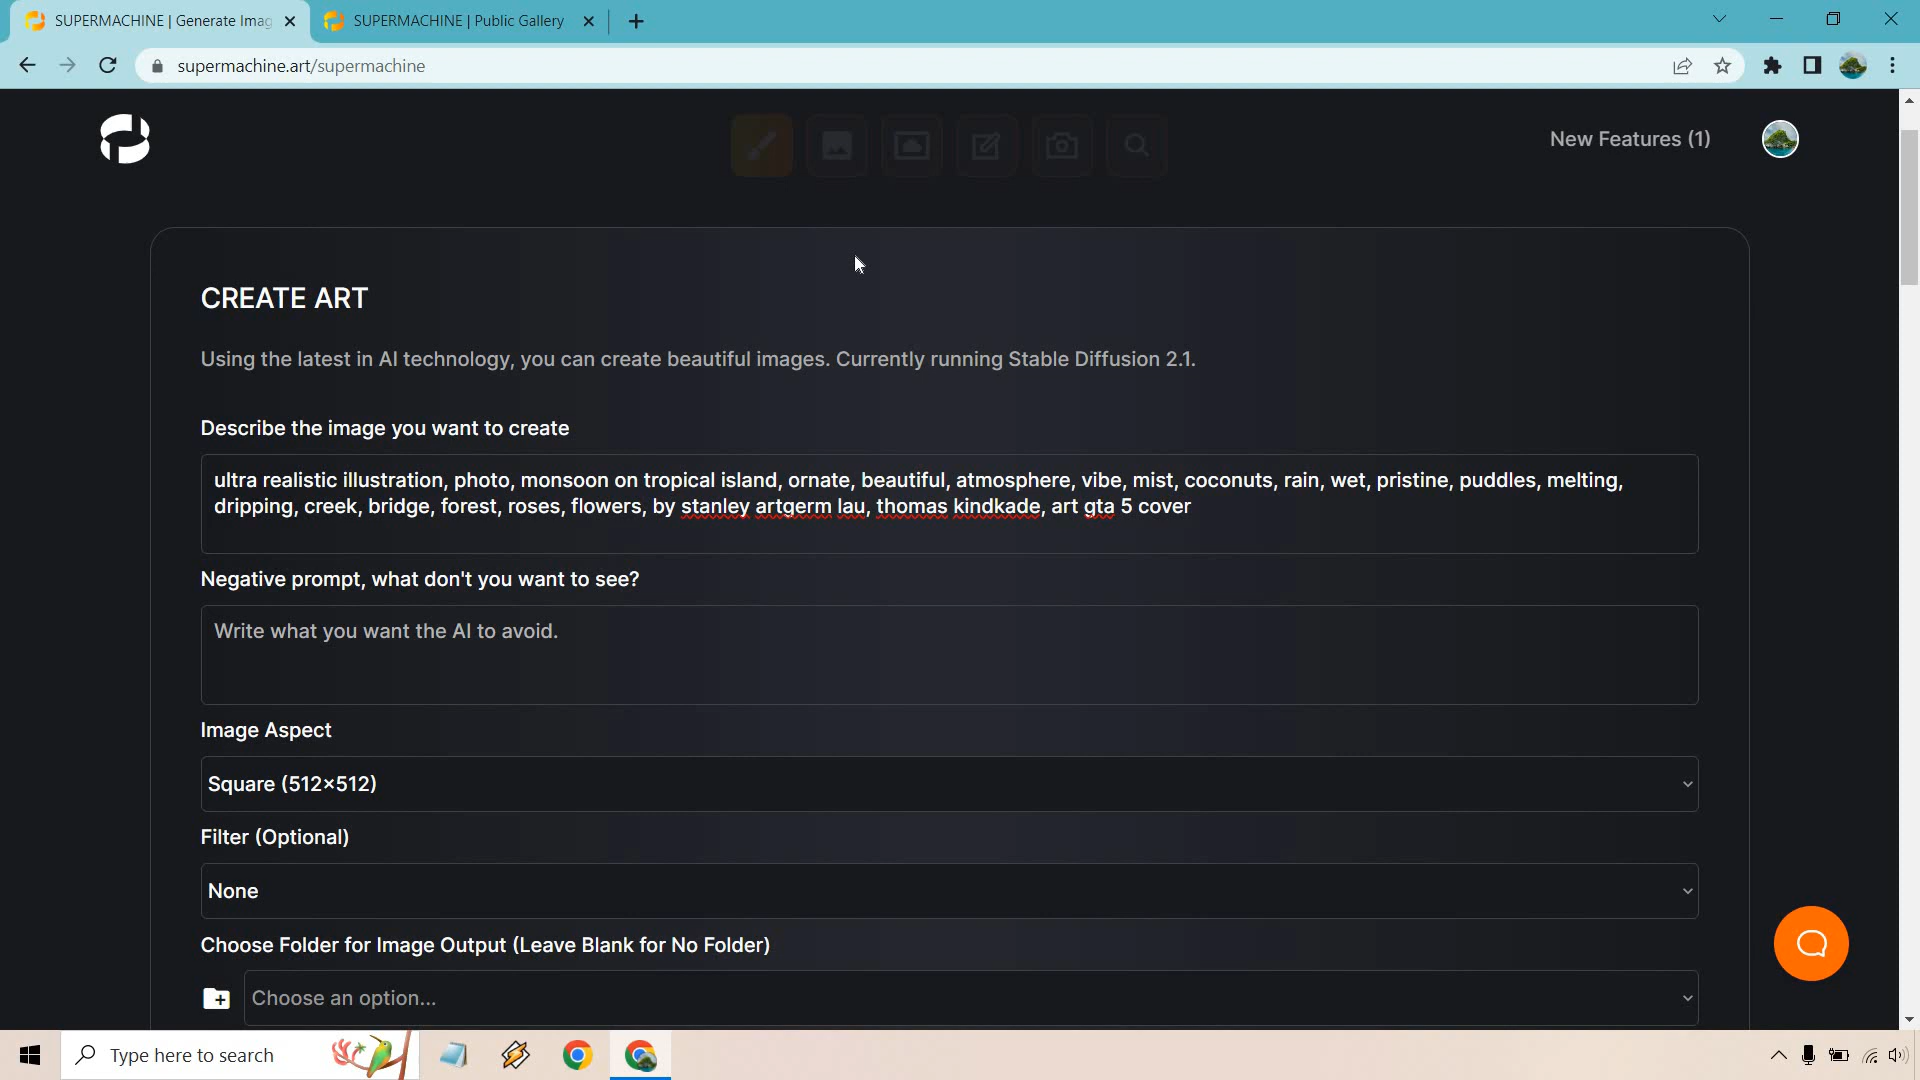 SUPERMACHINE | Generate Imag
SUPERMACHINE | Public Gallery
supermachine.art/supermachine
New Features (1)
CREATE ART
Using the latest in AI technology, you can create beautiful images. Currently running Stable Diffusion 2.1.
Describe the image you want to create
ultra realistic illustration, photo, monsoon on tropical island, ornate, beautiful, atmosphere, vibe, mist, coconuts, rain, wet, pristine, puddles, melting,
dripping, creek, bridge, forest, roses, flowers, by stanley artgerm lau, thomas kindkade, art gta 5 cover
Negative prompt, what don't you want to see?
Write what you want the AI to avoid.
Image Aspect
Square (512×512)
Filter (Optional)
None
Choose Folder for Image Output (Leave Blank for No Folder)
Choose an option...
Type here to search